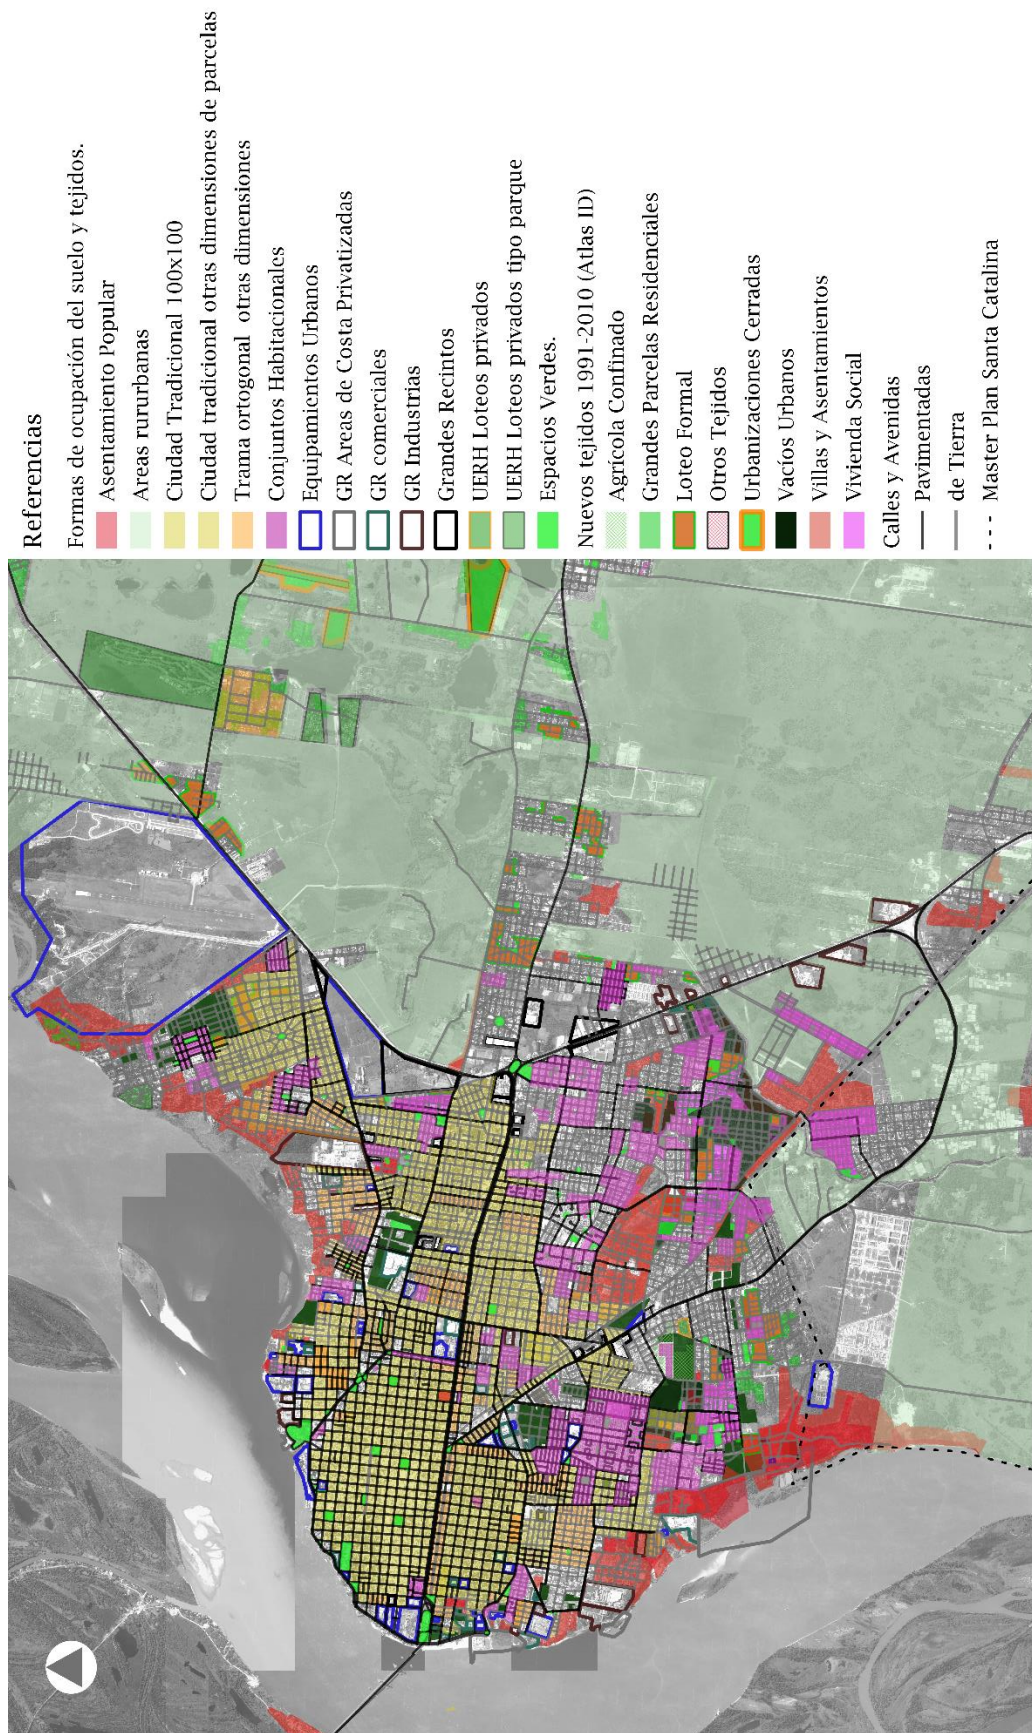 Referencias
Formas de ocupación del suelo y tejidos.
Asentamiento Popular
Areas rururbanas
Ciudad Tradicional 100x100
Ciudad tradicional otras dimensiones de parcelas
Trama ortogonal otras dimensiones
Conjuntos Habitacionales
Equipamientos Urbanos
GR Areas de Costa Privatizadas
GR comerciales
GR Industrias
Grandes Recintos
UERH Loteos privados
UERH Loteos privados tipo parque
Espacios Verdes.
Nuevos tejidos 1991-2010 (Atlas ID)
Agrícola Confinado
Grandes Parcelas Residenciales
Loteo Formal
Otros Tejidos
Urbanizaciones Cerradas
Vacíos Urbanos
Villas y Asentamientos
Vivienda Social
Calles y Avenidas
Pavimentadas
de Tierra
Master Plan Santa Catalina